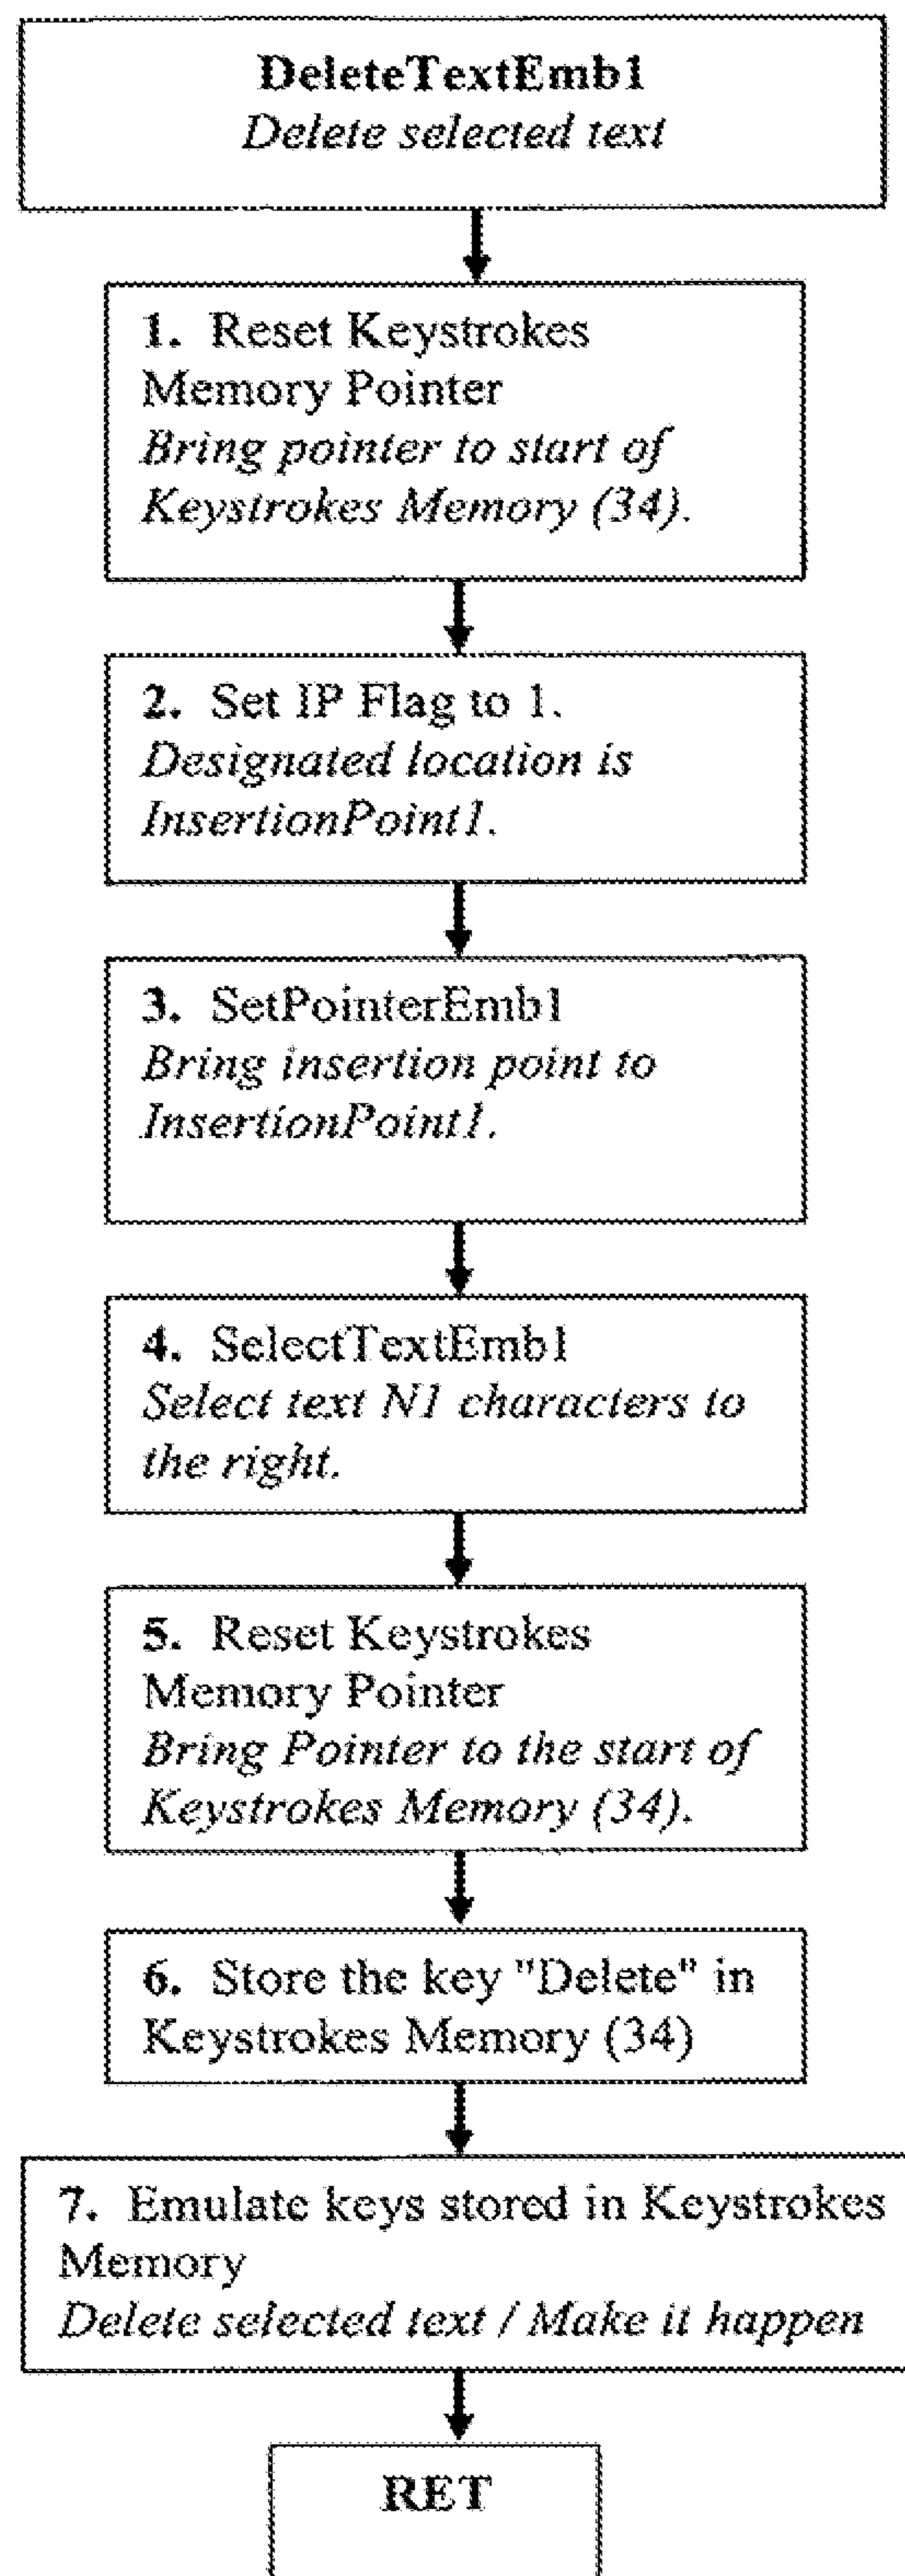 DeleteTextEmb1
Delete selected text
1. Reset Keystrokes
Memory Pointer
Bring pointer to start of
Keystrokes Memory (34).
2. Set IP Flag to 1.
Designated location is
InsertionPoint1.
3. SetPointerEmb1
Bring insertion point to
InsertionPoint1.
4. SelectTextEmb1
Select text N1 characters to
the right.
5. Reset Keystrokes
Memory Pointer
Bring Pointer to the start of
Keystrokes Memory (34).
6. Store the key "Delete" in
Keystrokes Memory (34)
7. Emulate keys stored in Keystrokes
Memory
Delete selected text / Make it happen
RET